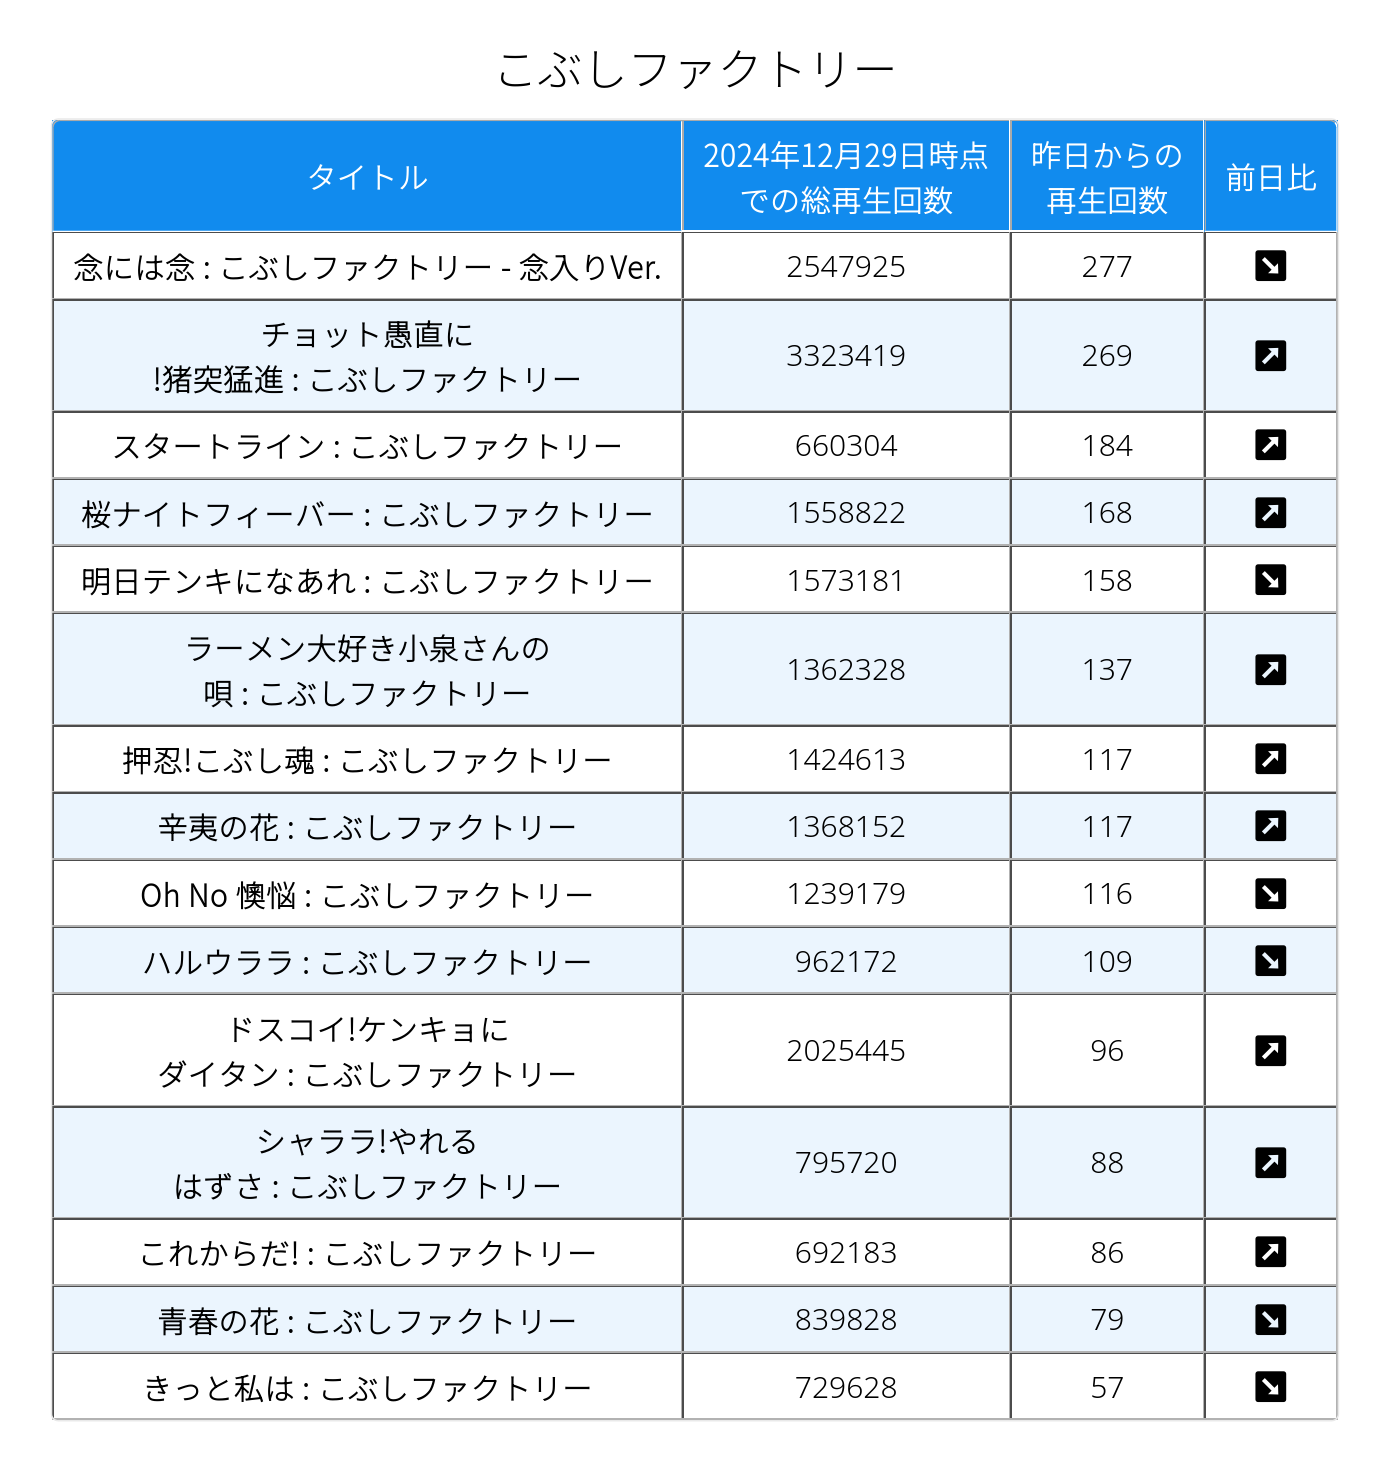 こぶしファクトリー
タイトル
2024年12月29日時点
での総再生回数
昨日からの
再生回数
前日比
念には念 : こぶしファクトリー - 念入りVer.
2547925
277
チョット愚直に
!猪突猛進 : こぶしファクトリー
3323419
269
スタートライン : こぶしファクトリー
660304
184
桜ナイトフィーバー : こぶしファクトリー
1558822
168
明日テンキになあれ : こぶしファクトリー
1573181
158
ラーメン大好き小泉さんの
唄 : こぶしファクトリー
1362328
137
押忍!こぶし魂 : こぶしファクトリー
1424613
117
辛夷の花 : こぶしファクトリー
1368152
117
Oh No 懊悩 : こぶしファクトリー
1239179
116
ハルウララ : こぶしファクトリー
962172
109
ドスコイ!ケンキョに
ダイタン : こぶしファクトリー
2025445
96
シャララ!やれる
はずさ : こぶしファクトリー
795720
88
これからだ! : こぶしファクトリー
692183
86
青春の花 : こぶしファクトリー
839828
79
きっと私は : こぶしファクトリー
729628
57